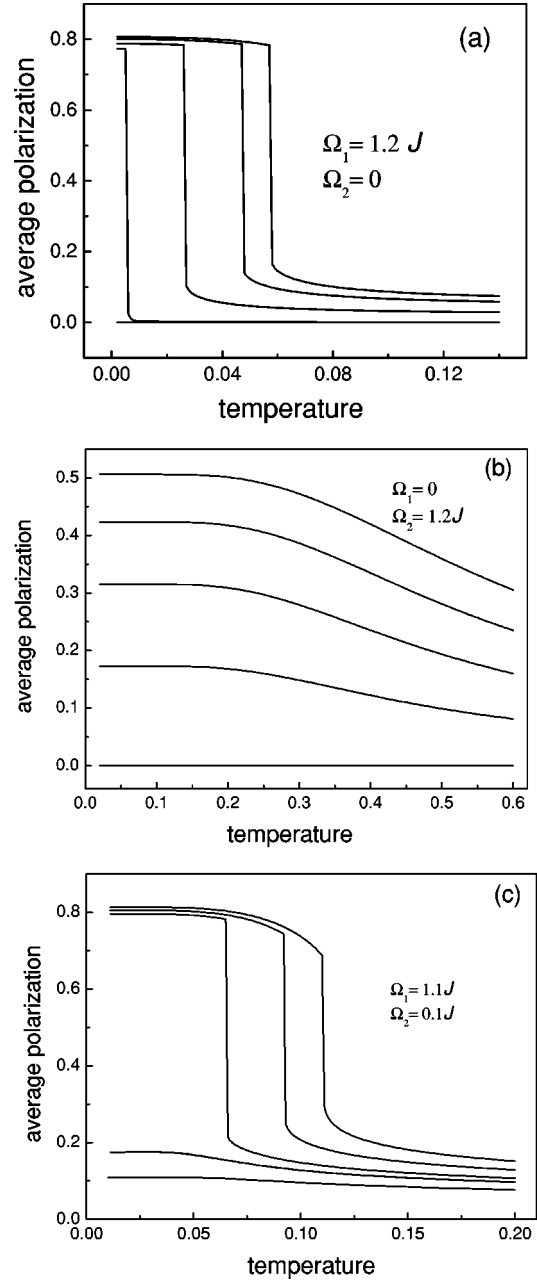 (a)
0.8
0.6
0.4
0.2
0.0
average polarization
Ω₁= 1.2 J
Ω₂= 0
0.00 0.04 0.08 0.12
temperature
(b)
0.5
0.4
0.3
0.2
0.1
0.0
average polarization
Ω₁= 0
Ω₂= 1.2J
0.0 0.1 0.2 0.3 0.4 0.5 0.6
temperature
(c)
0.8
0.6
0.4
0.2
0.0
average polarization
Ω₁= 1.1J
Ω₂= 0.1J
0.00 0.05 0.10 0.15 0.20
temperature